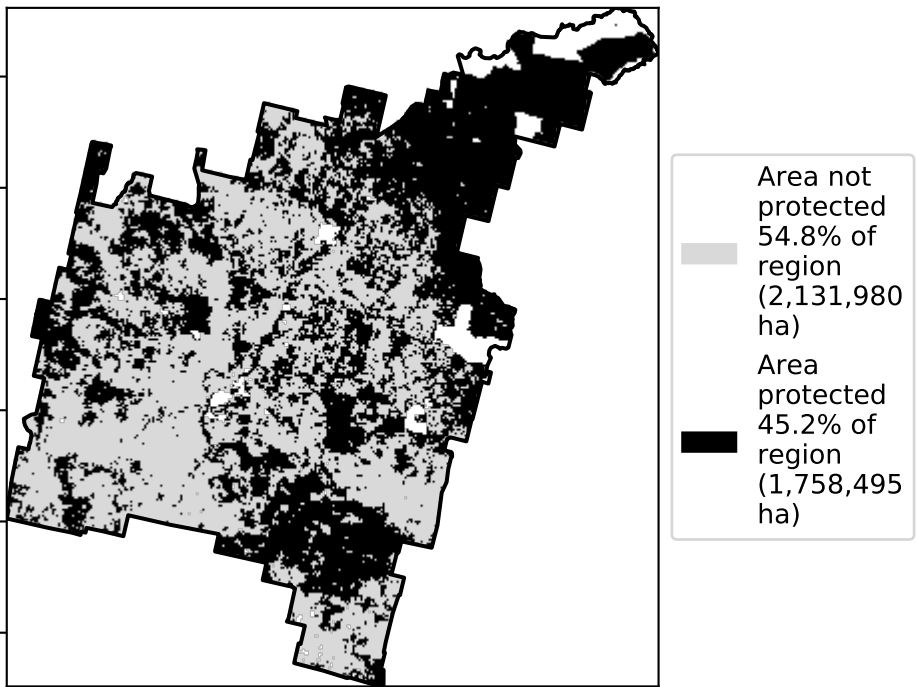 Area not
protected
54.8% of
region
(2,131,980
ha)
Area
protected
45.2% of
region
(1,758,495
ha)